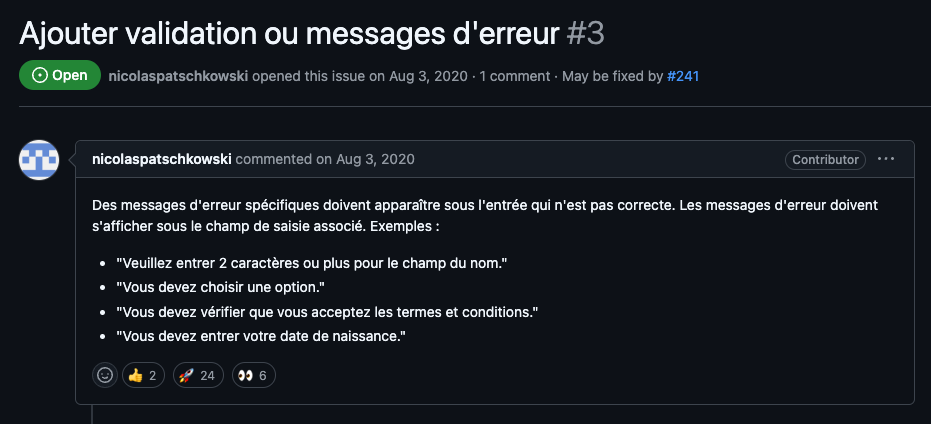 Ajouter validation ou messages d'erreur #3
Open nicolaspatschkowski opened this issue on Aug 3, 2020 · 1 comment · May be fixed by #241
nicolaspatschkowski commented on Aug 3, 2020 Contributor ...
Des messages d'erreur spécifiques doivent apparaître sous l'entrée qui n'est pas correcte. Les messages d'erreur doivent
s'afficher sous le champ de saisie associé. Exemples :
• "Veuillez entrer 2 caractères ou plus pour le champ du nom."
• "Vous devez choisir une option."
• "Vous devez vérifier que vous acceptez les termes et conditions."
• "Vous devez entrer votre date de naissance."
👍 2 🚀 24 👀 6